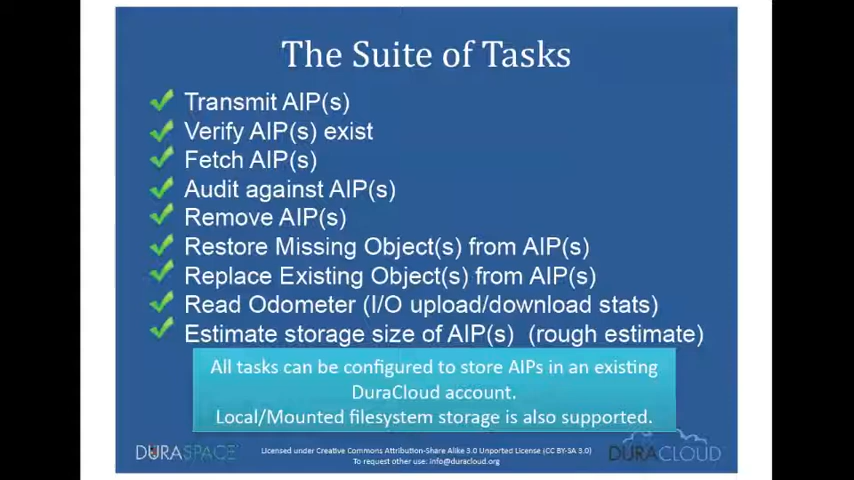 The Suite of Tasks
Transmit AIP(s)
Verify AIP(s) exist
Fetch AIP(s)
Audit against AIP(s)
Remove AIP(s)
Restore Missing Object(s) from AIP(s)
Replace Existing Object(s) from AIP(s)
Read Odometer (I/O upload/download stats)
Estimate storage size of AIP(s) (rough estimate)
All tasks can be configured to store AIPs in an existing
DuraCloud account.
Local/Mounted filesystem storage is also supported.
DURASPACE
Licensed under Creative Commons Attribution-Share Alike 3.0 Unported License (CC BY-SA 3.0)
To request other use: info@duracloud.org
DURACLOUD